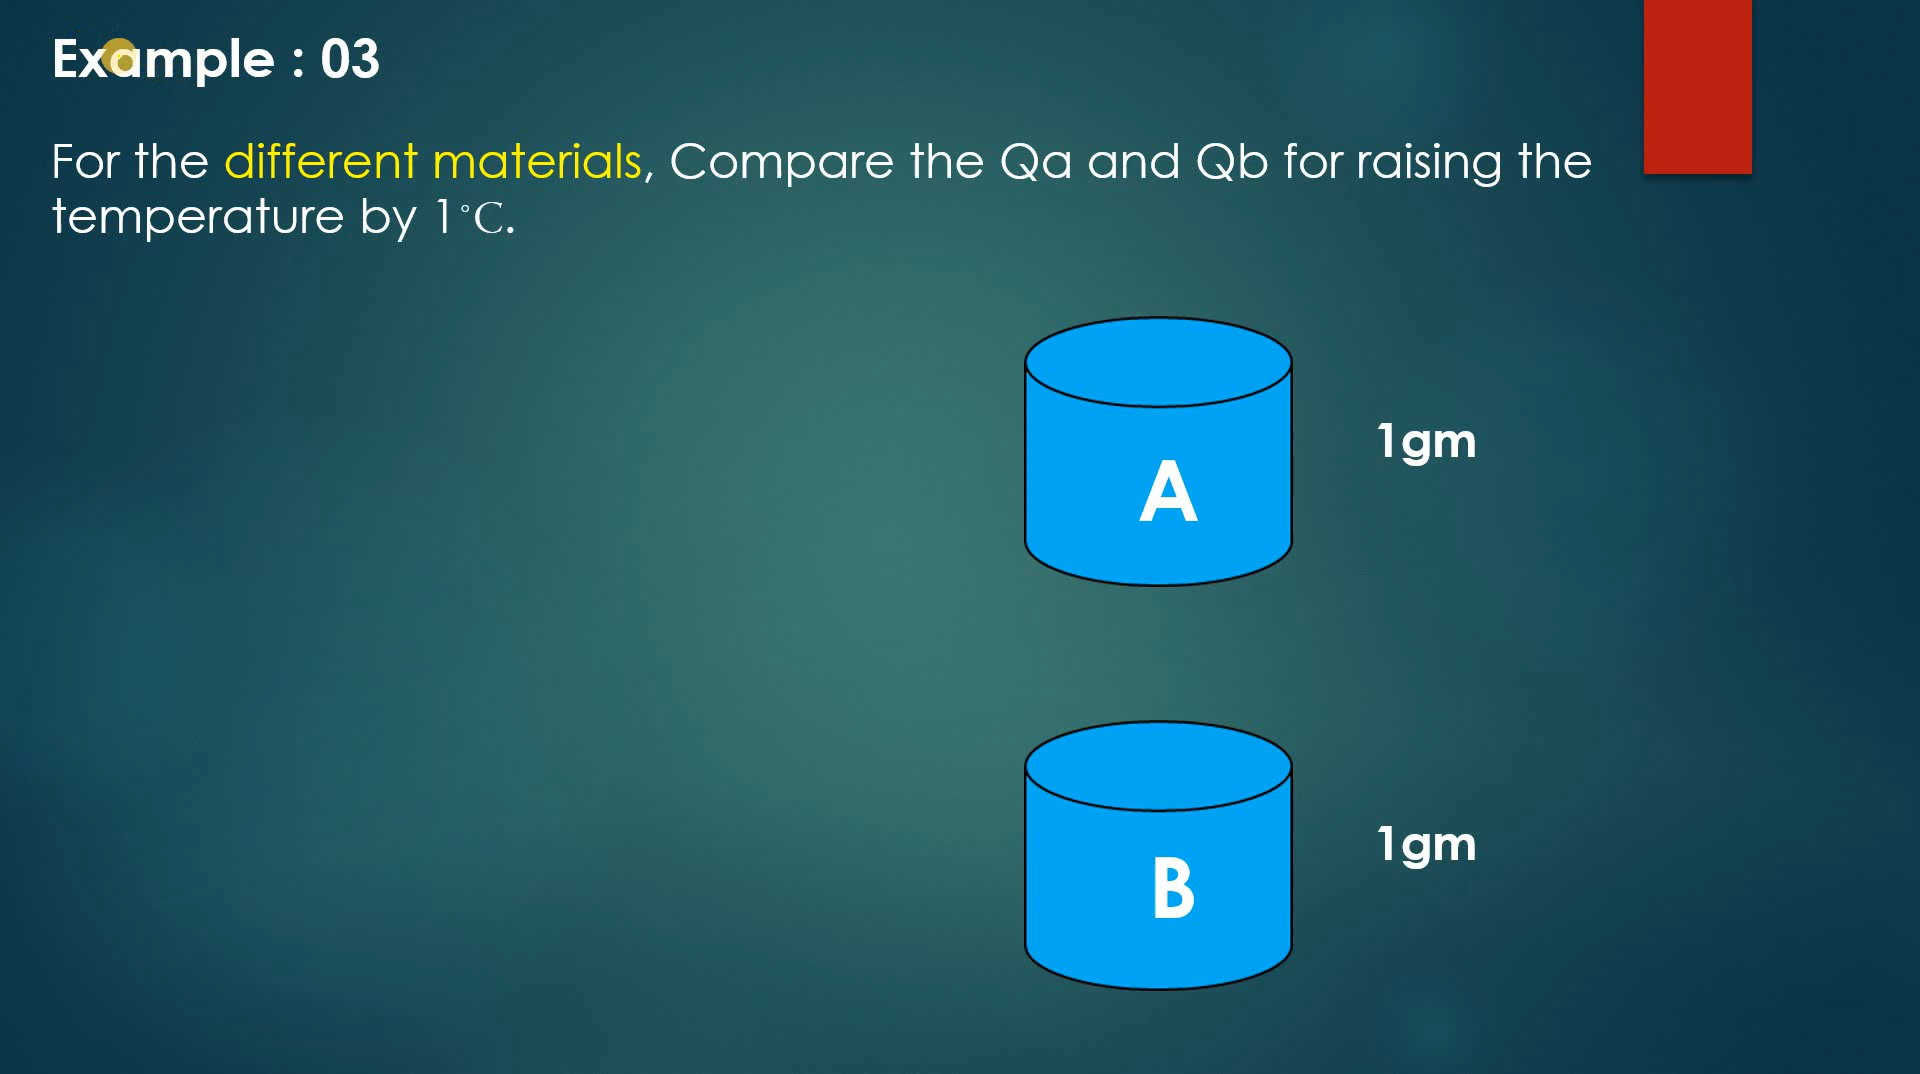 Example : 03
For the different materials, Compare the Qa and Qb for raising the
temperature by 1°C.
A
1gm
B
1gm